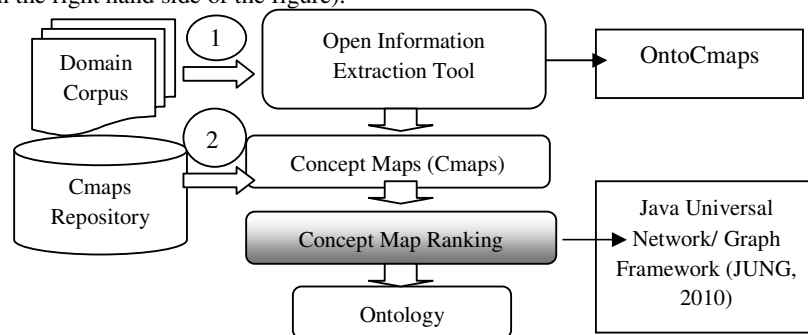 the right hand side of the figure).
1
Domain
Corpus
Open Information
Extraction Tool
OntoCmaps
2
Cmaps
Repository
Concept Maps (Cmaps)
Concept Map Ranking
Java Universal
Network/ Graph
Framework (JUNG,
2010)
Ontology